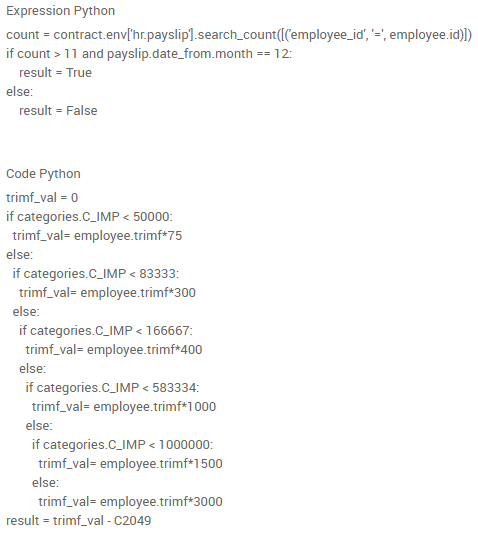 Expression Python
count = contract.env['hr.payslip'].search_count([('employee_id', '=', employee.id)])
if count > 11 and payslip.date_from.month == 12:
    result = True
else:
    result = False
Code Python
trimf_val = 0
if categories.C_IMP < 50000:
  trimf_val= employee.trimf*75
else:
  if categories.C_IMP < 83333:
    trimf_val= employee.trimf*300
  else:
    if categories.C_IMP < 166667:
      trimf_val= employee.trimf*400
    else:
      if categories.C_IMP < 583334:
        trimf_val= employee.trimf*1000
      else:
        if categories.C_IMP < 1000000:
          trimf_val= employee.trimf*1500
        else:
          trimf_val= employee.trimf*3000
result = trimf_val - C2049